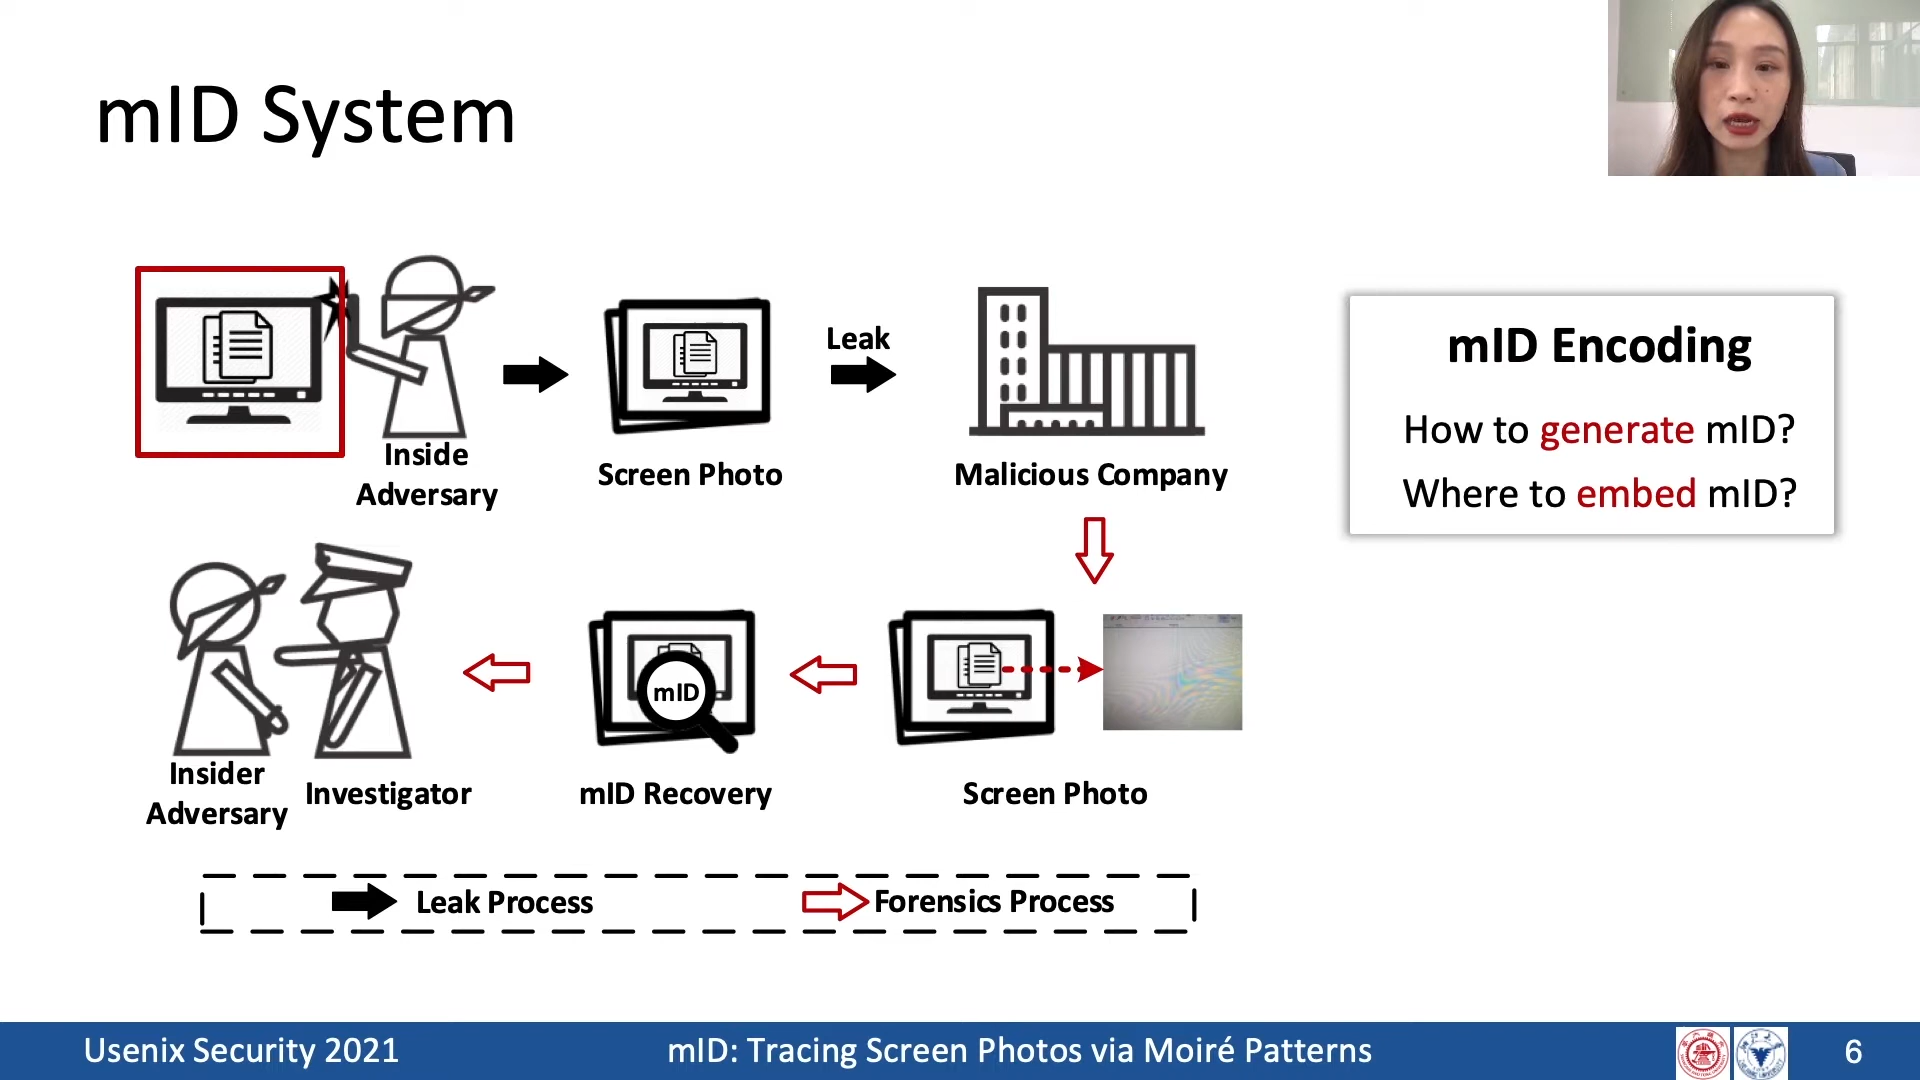 mID System
Leak
Inside
Adversary
Screen Photo
Malicious Company
mID Encoding
How to generate mID?
Where to embed mID?
mID
Insider
Adversary
Investigator
mID Recovery
Screen Photo
Leak Process
Forensics Process
Usenix Security 2021
mID: Tracing Screen Photos via Moiré Patterns
6